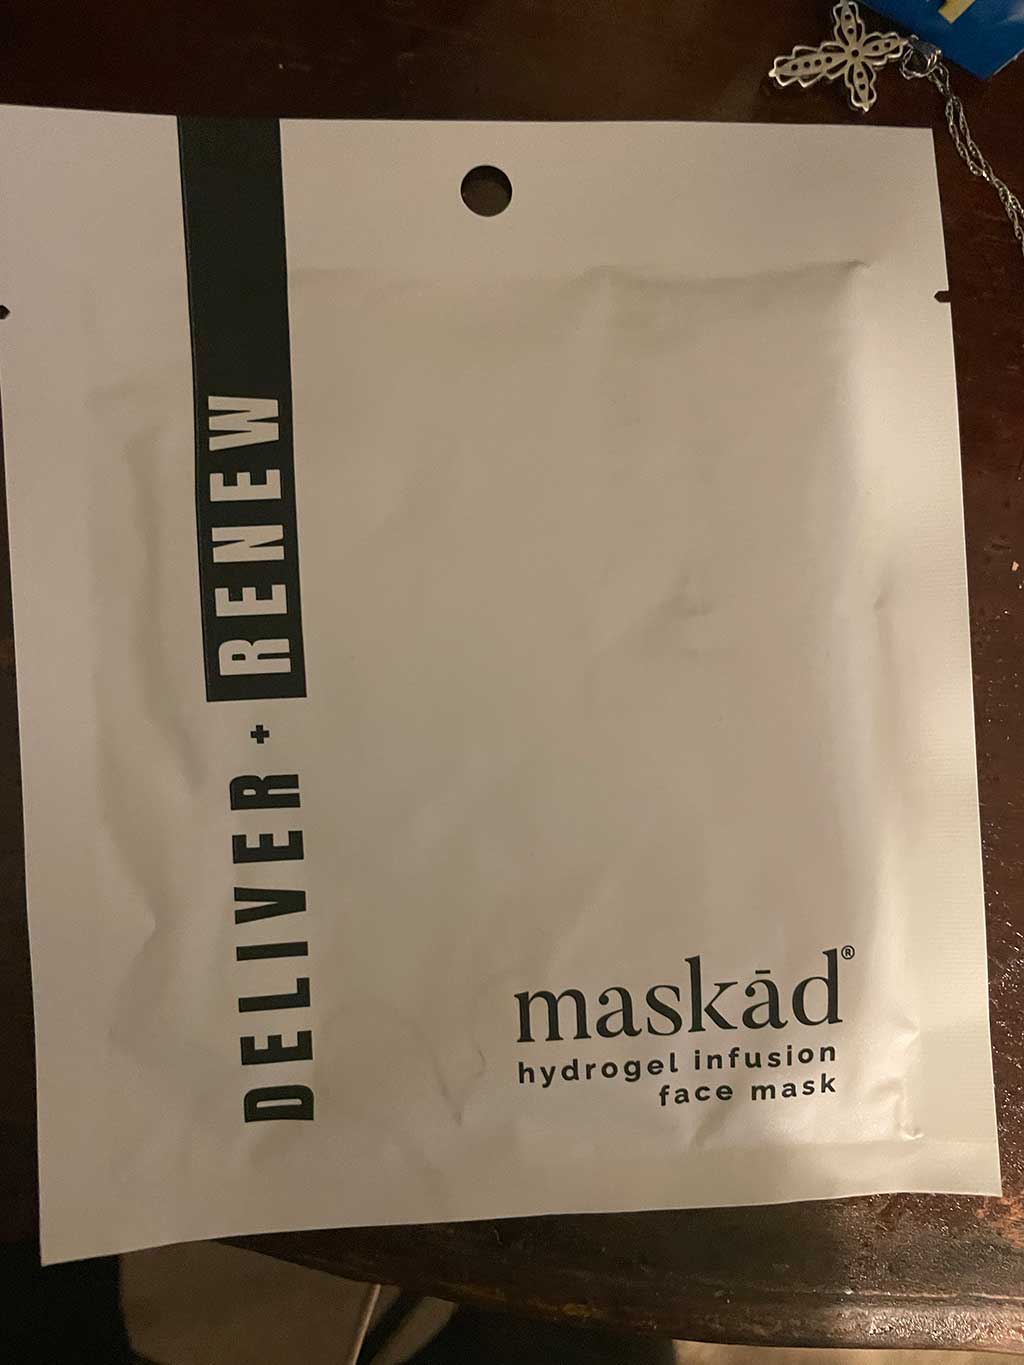 DELIVER + RENEW
maskād®
hydrogel infusion
face mask